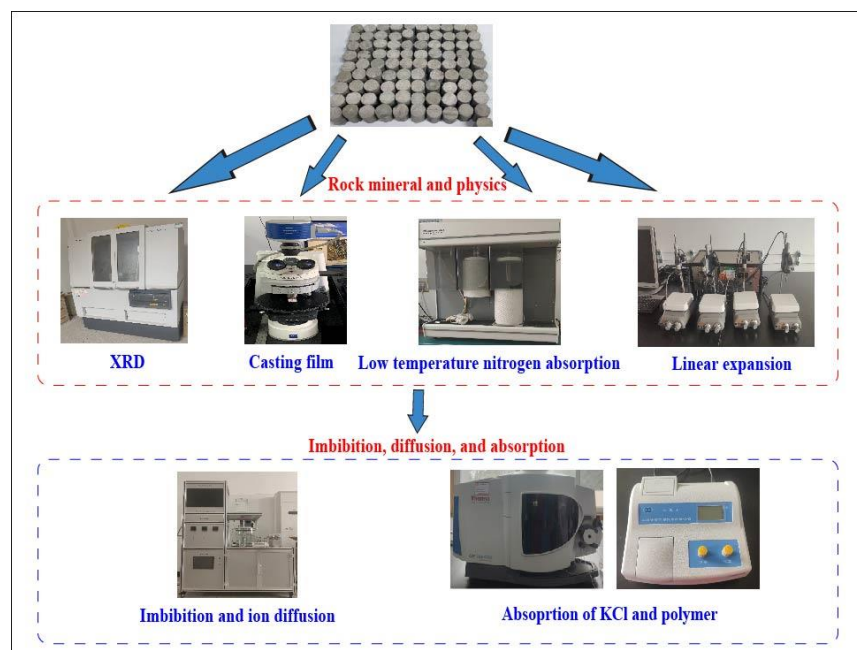 Rock mineral and physics
XRD
Casting film
Low temperature nitrogen absorption
Linear expansion
Imbibition, diffusion, and absorption
Imbibition and ion diffusion
Absoprtion of KCl and polymer